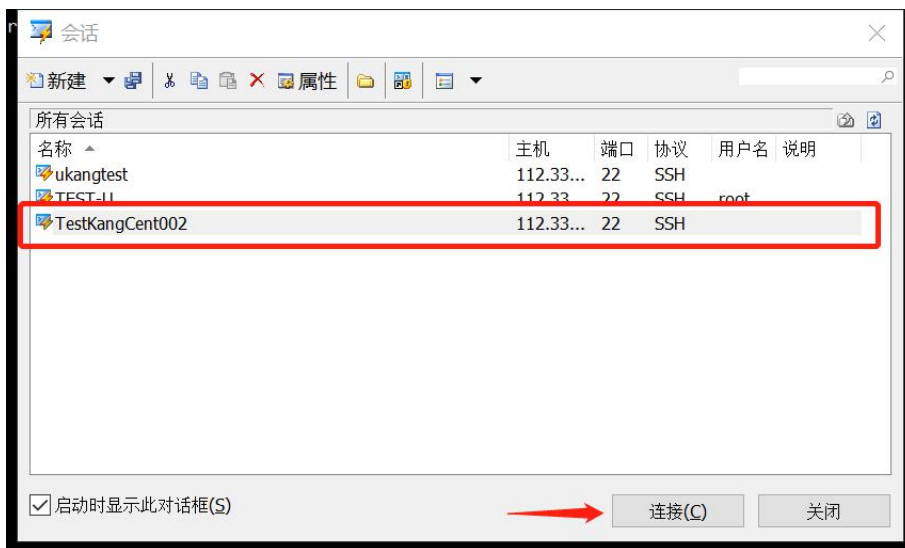 会话
新建 属性
所有会话
名称 主机 端口 协议 用户名 说明
ukangtest 112.33... 22 SSH
TEST-U 112.33... 22 SSH root
TestKangCent002 112.33... 22 SSH
启动时显示此对话框(S) 连接(C) 关闭